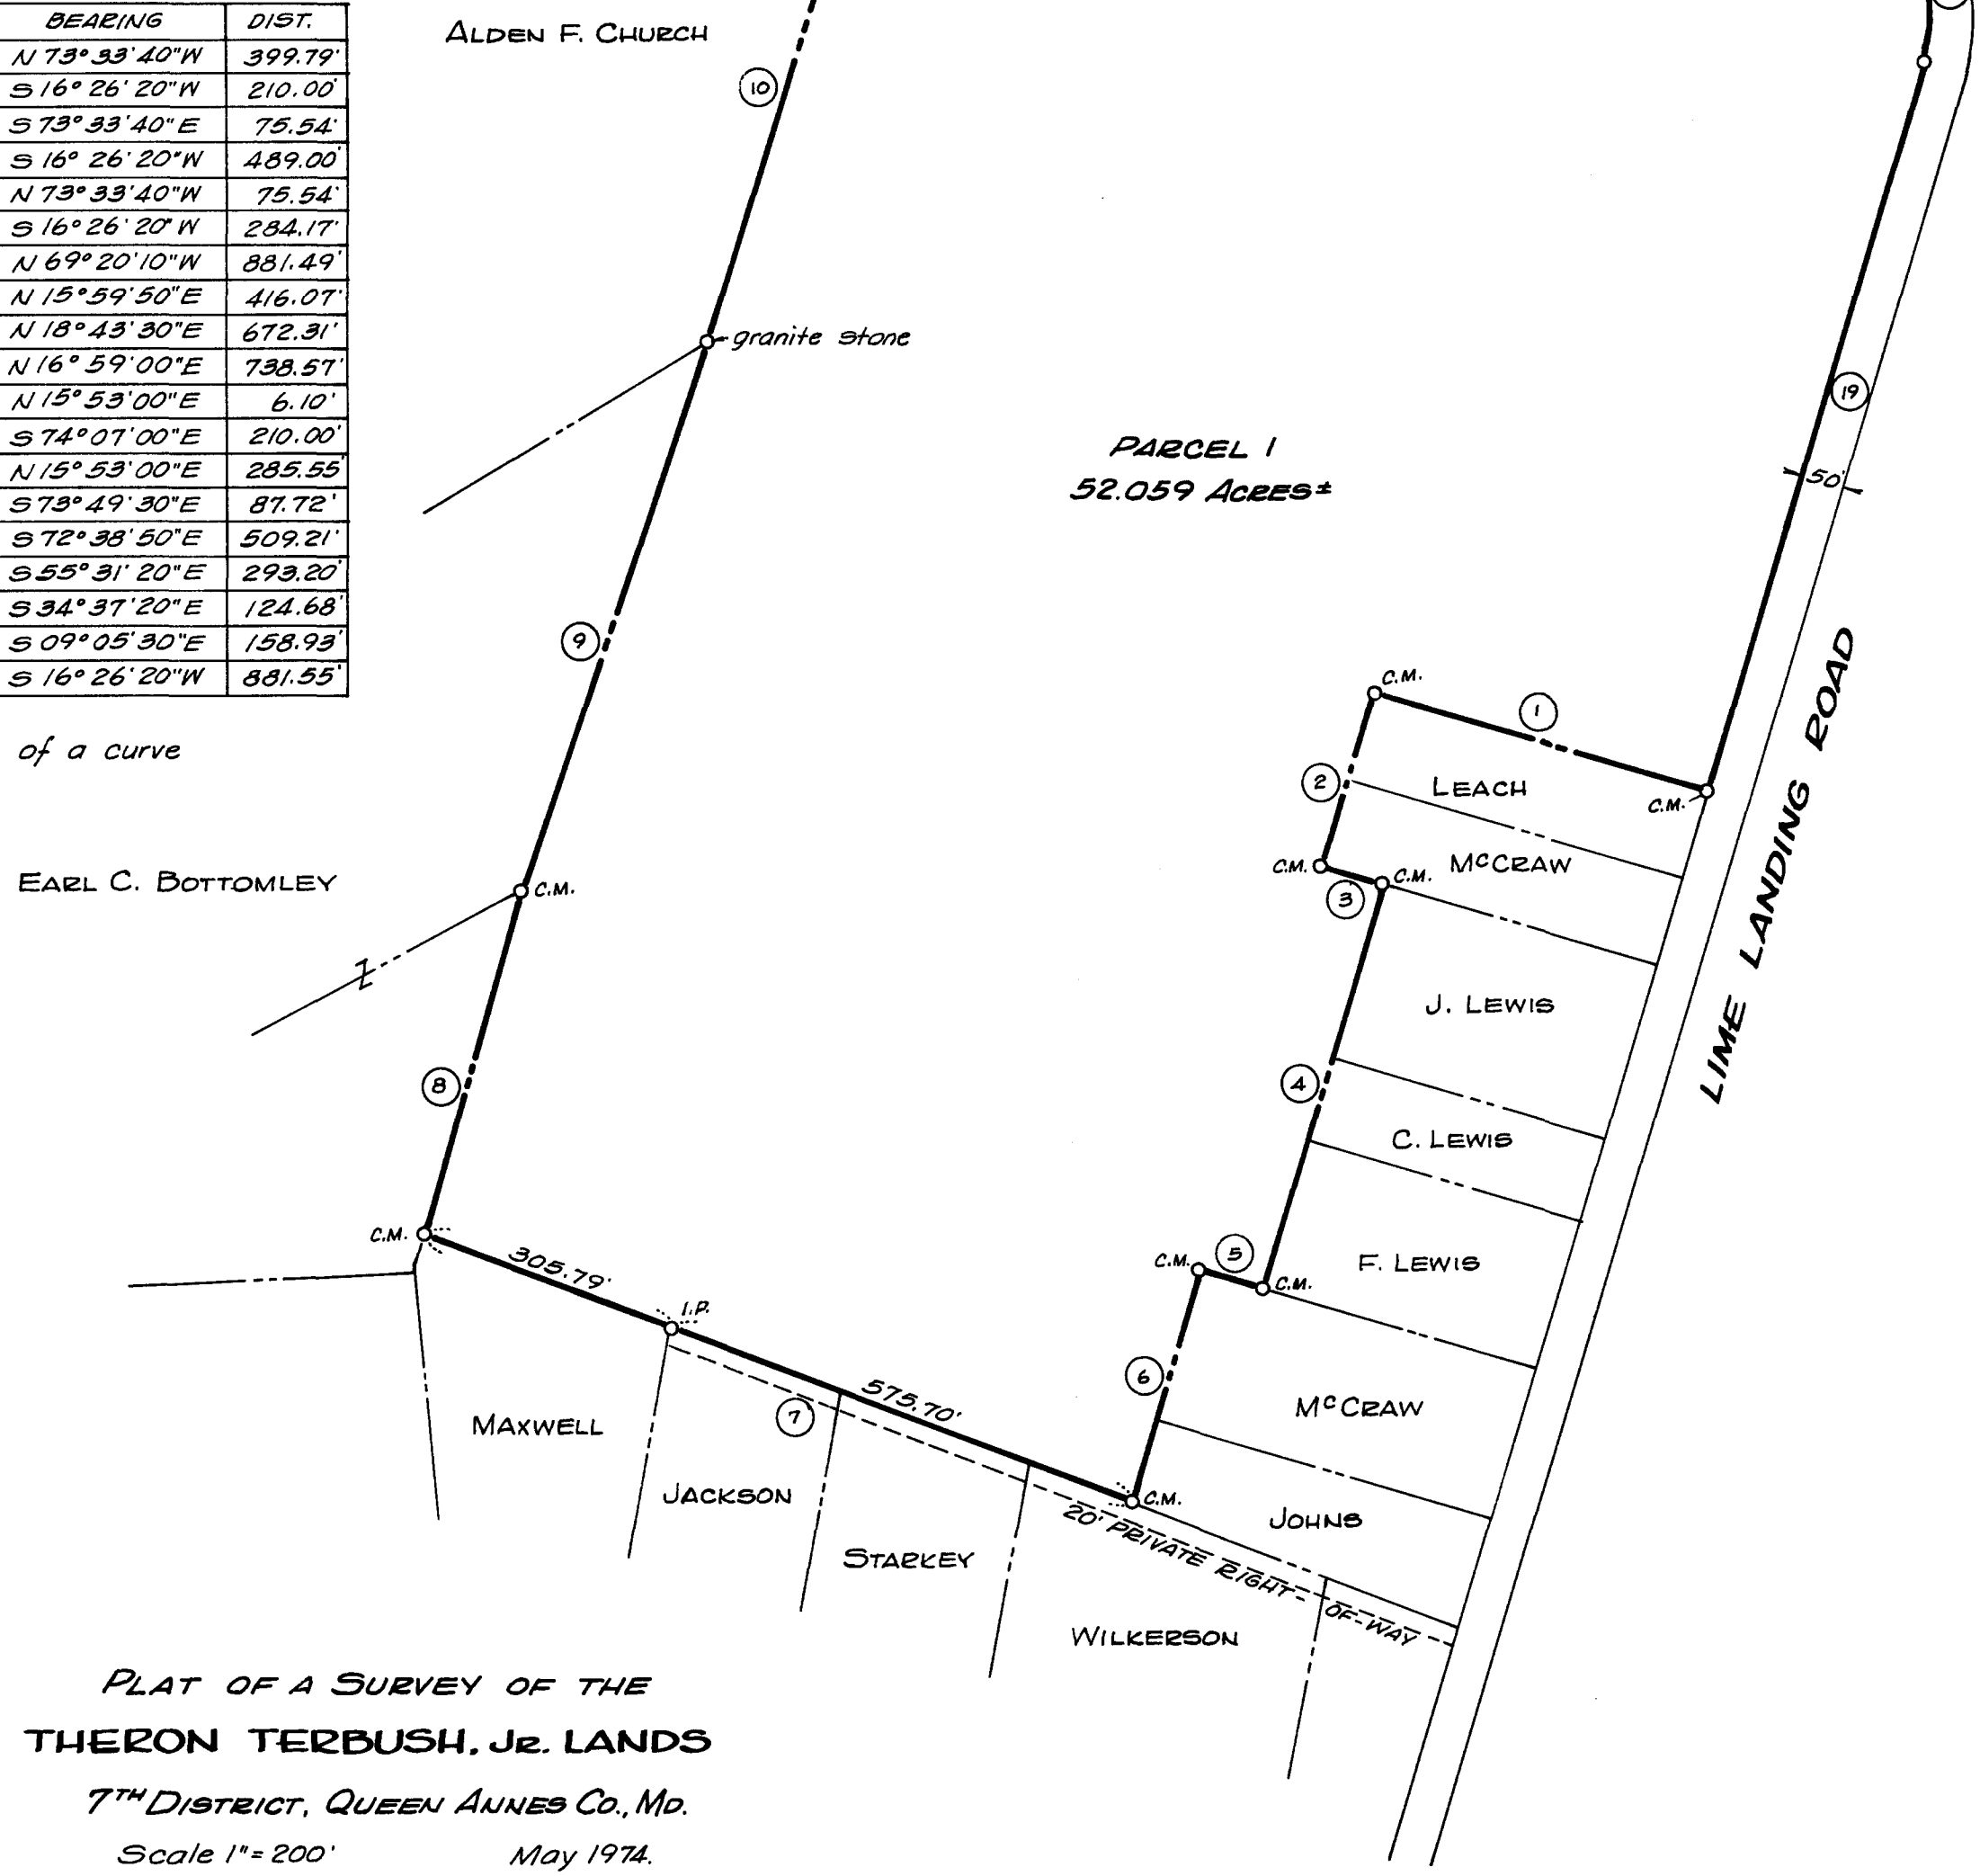 BEARING DIST.
N 73° 33' 40" W 399.79'
S 16° 26' 20" W 210.00'
S 73° 33' 40" E 75.54'
S 16° 26' 20" W 489.00'
N 73° 33' 40" W 75.54'
S 16° 26' 20" W 284.17'
N 69° 20' 10" W 881.49'
N 15° 59' 50" E 416.07'
N 18° 43' 30" E 672.31'
N 16° 59' 00" E 738.57'
N 15° 53' 00" E 6.10'
S 74° 07' 00" E 210.00'
N 15° 53' 00" E 285.55'
S 73° 49' 30" E 87.72'
S 72° 38' 50" E 509.21'
S 55° 31' 20" E 293.20'
S 34° 37' 20" E 124.68'
S 09° 05' 30" E 158.93'
S 16° 26' 20" W 881.55'
of a curve
ALDEN F. CHURCH
10
granite stone
PARCEL 1
52.059 ACRES±
19
50'
9
LIME LANDING ROAD
C.M.
1
2
LEACH
C.M.
C.M.
C.M.
McCRAW
3
EARL C. BOTTOMLEY
C.M.
J. LEWIS
8
4
C. LEWIS
C.M.
305.79'
C.M.
5
C.M.
F. LEWIS
I.P.
6
575.70'
7
MAXWELL
McCRAW
JACKSON
C.M.
JOHNS
20' PRIVATE RIGHT-OF-WAY
STARKEY
WILKERSON
PLAT OF A SURVEY OF THE
THERON TERBUSH, JR. LANDS
7TH DISTRICT, QUEEN ANNES CO., MD.
Scale 1" = 200' May 1974.